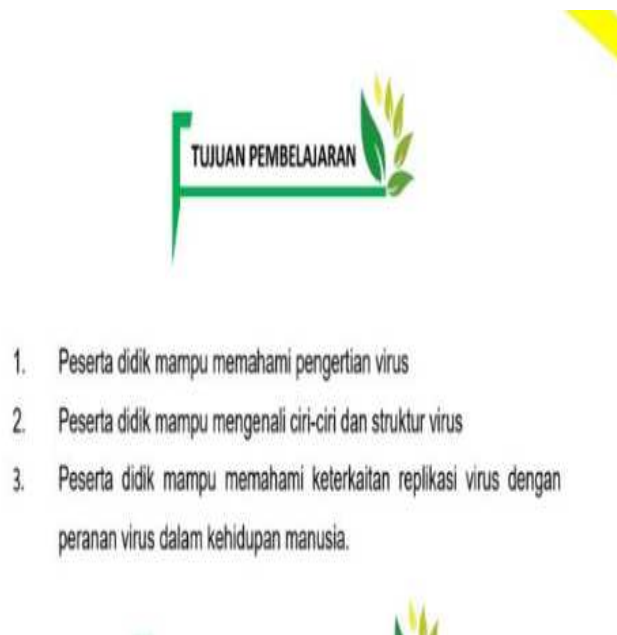 TUJUAN PEMBELAJARAN
1. Peserta didik mampu memahami pengertian virus
2. Peserta didik mampu mengenali ciri-ciri dan struktur virus
3. Peserta didik mampu memahami keterkaitan replikasi virus dengan
peranan virus dalam kehidupan manusia.